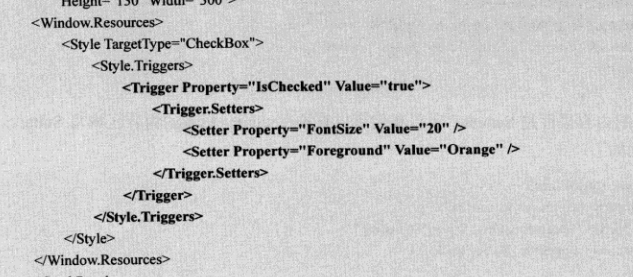 Height="150" Width="300">
<Window.Resources>
<Style TargetType="CheckBox">
<Style.Triggers>
<Trigger Property="IsChecked" Value="true">
<Trigger.Setters>
<Setter Property="FontSize" Value="20" />
<Setter Property="Foreground" Value="Orange" />
</Trigger.Setters>
</Trigger>
</Style.Triggers>
</Style>
</Window.Resources>